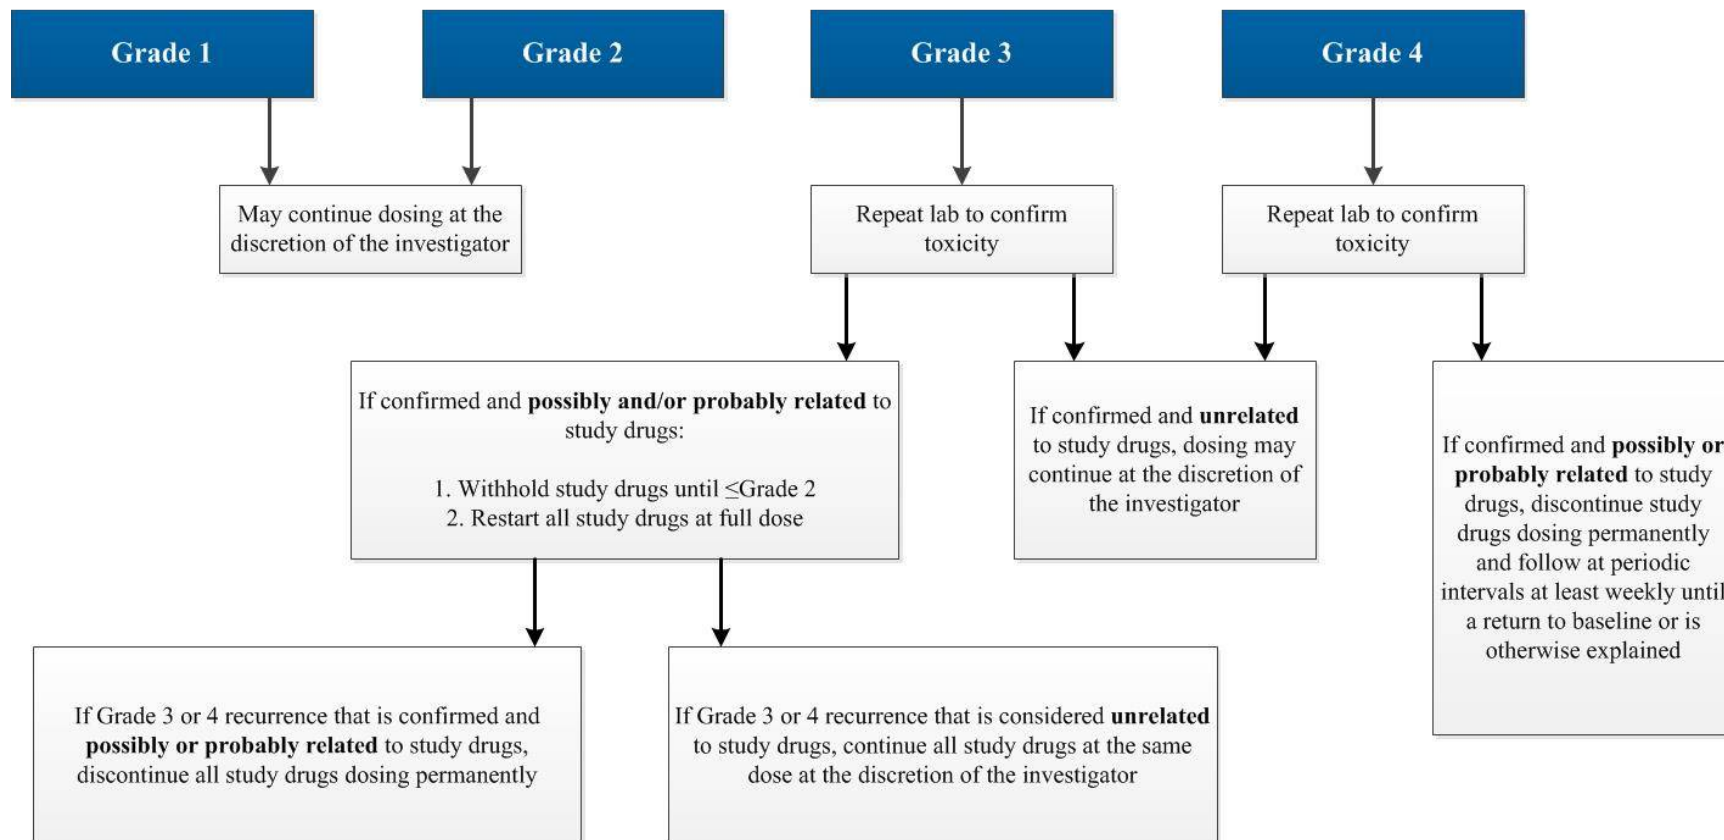 Grade 1
Grade 2
Grade 3
Grade 4
May continue dosing at the
discretion of the investigator
Repeat lab to confirm
toxicity
Repeat lab to confirm
toxicity
If confirmed and possibly and/or probably related to
study drugs:
1. Withhold study drugs until ≤Grade 2
2. Restart all study drugs at full dose
If confirmed and unrelated
to study drugs, dosing may
continue at the discretion of
the investigator
If confirmed and possibly or
probably related to study
drugs, discontinue study
drugs dosing permanently
and follow at periodic
intervals at least weekly until
a return to baseline or is
otherwise explained
If Grade 3 or 4 recurrence that is confirmed and
possibly or probably related to study drugs,
discontinue all study drugs dosing permanently
If Grade 3 or 4 recurrence that is considered unrelated
to study drugs, continue all study drugs at the same
dose at the discretion of the investigator